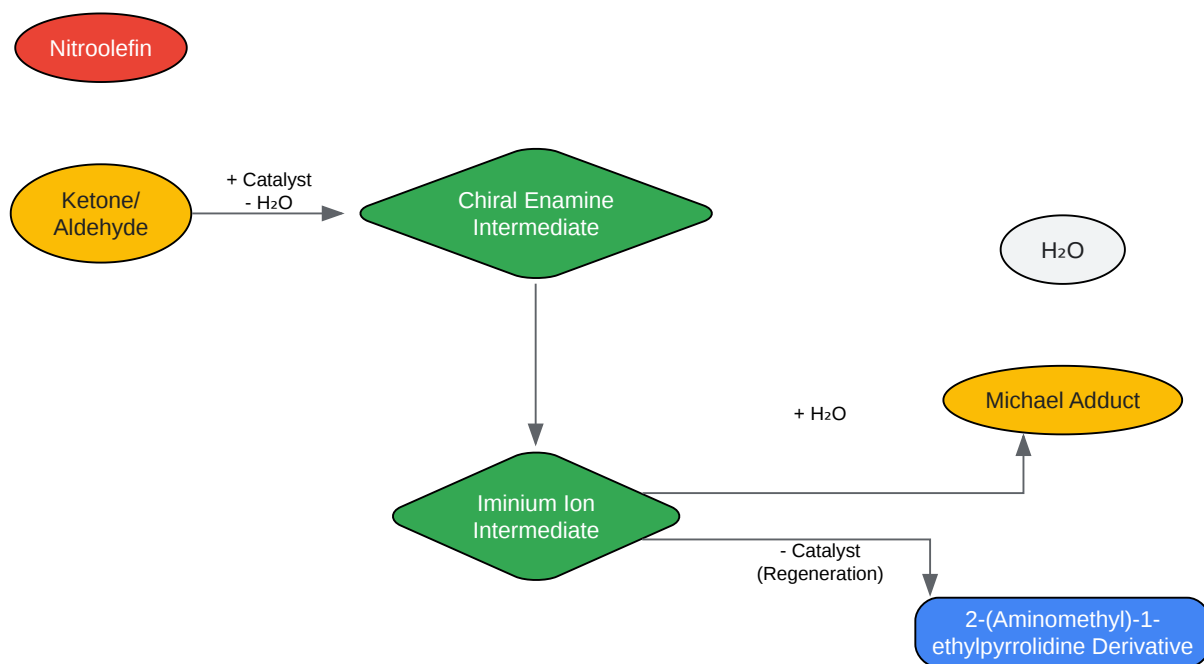 Nitroolefin
Ketone/
Aldehyde
+ Catalyst
- H₂O
Chiral Enamine
Intermediate
H₂O
Michael Adduct
+ H₂O
Iminium Ion
Intermediate
- Catalyst
(Regeneration)
2-(Aminomethyl)-1-
ethylpyrrolidine Derivative